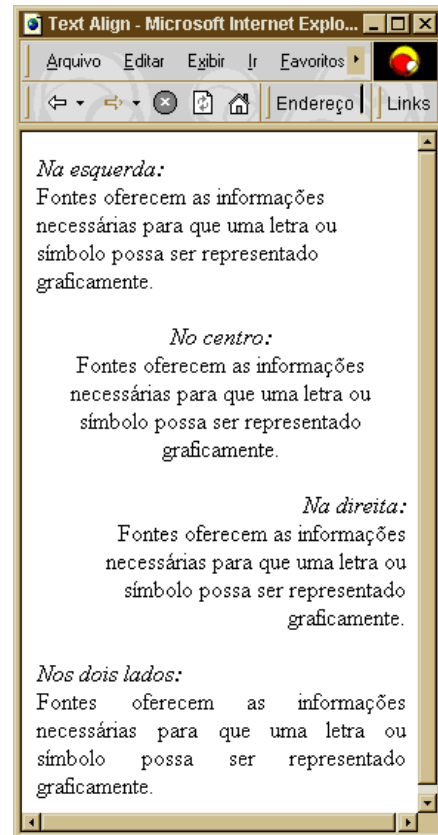 Text Align - Microsoft Internet Explo...
Arquivo Editar Exibir Ir Favoritos
Endereço Links
Na esquerda:
Fontes oferecem as informações
necessárias para que uma letra ou
símbolo possa ser representado
graficamente.
No centro:
Fontes oferecem as informações
necessárias para que uma letra ou
símbolo possa ser representado
graficamente.
Na direita:
Fontes oferecem as informações
necessárias para que uma letra ou
símbolo possa ser representado
graficamente.
Nos dois lados:
Fontes oferecem as informações
necessárias para que uma letra ou
símbolo possa ser representado
graficamente.